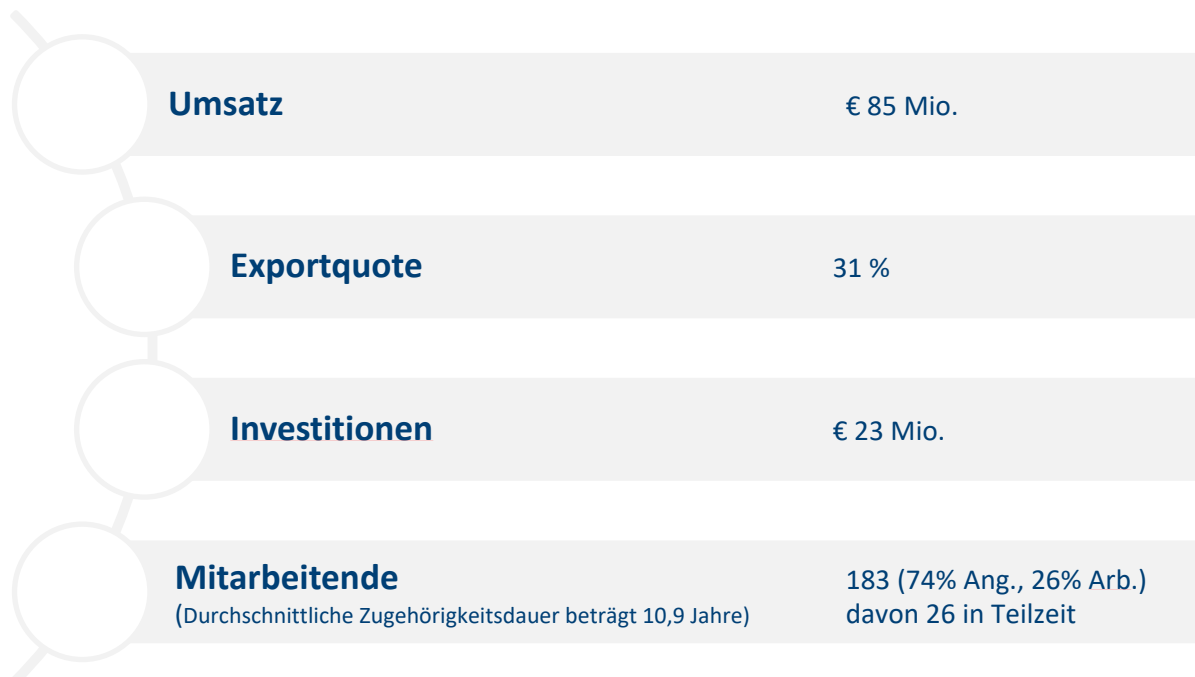 Umsatz € 85 Mio.
Exportquote 31 %
Investitionen € 23 Mio.
Mitarbeitende 183 (74% Ang., 26% Arb.)
(Durchschnittliche Zugehörigkeitsdauer beträgt 10,9 Jahre) davon 26 in Teilzeit